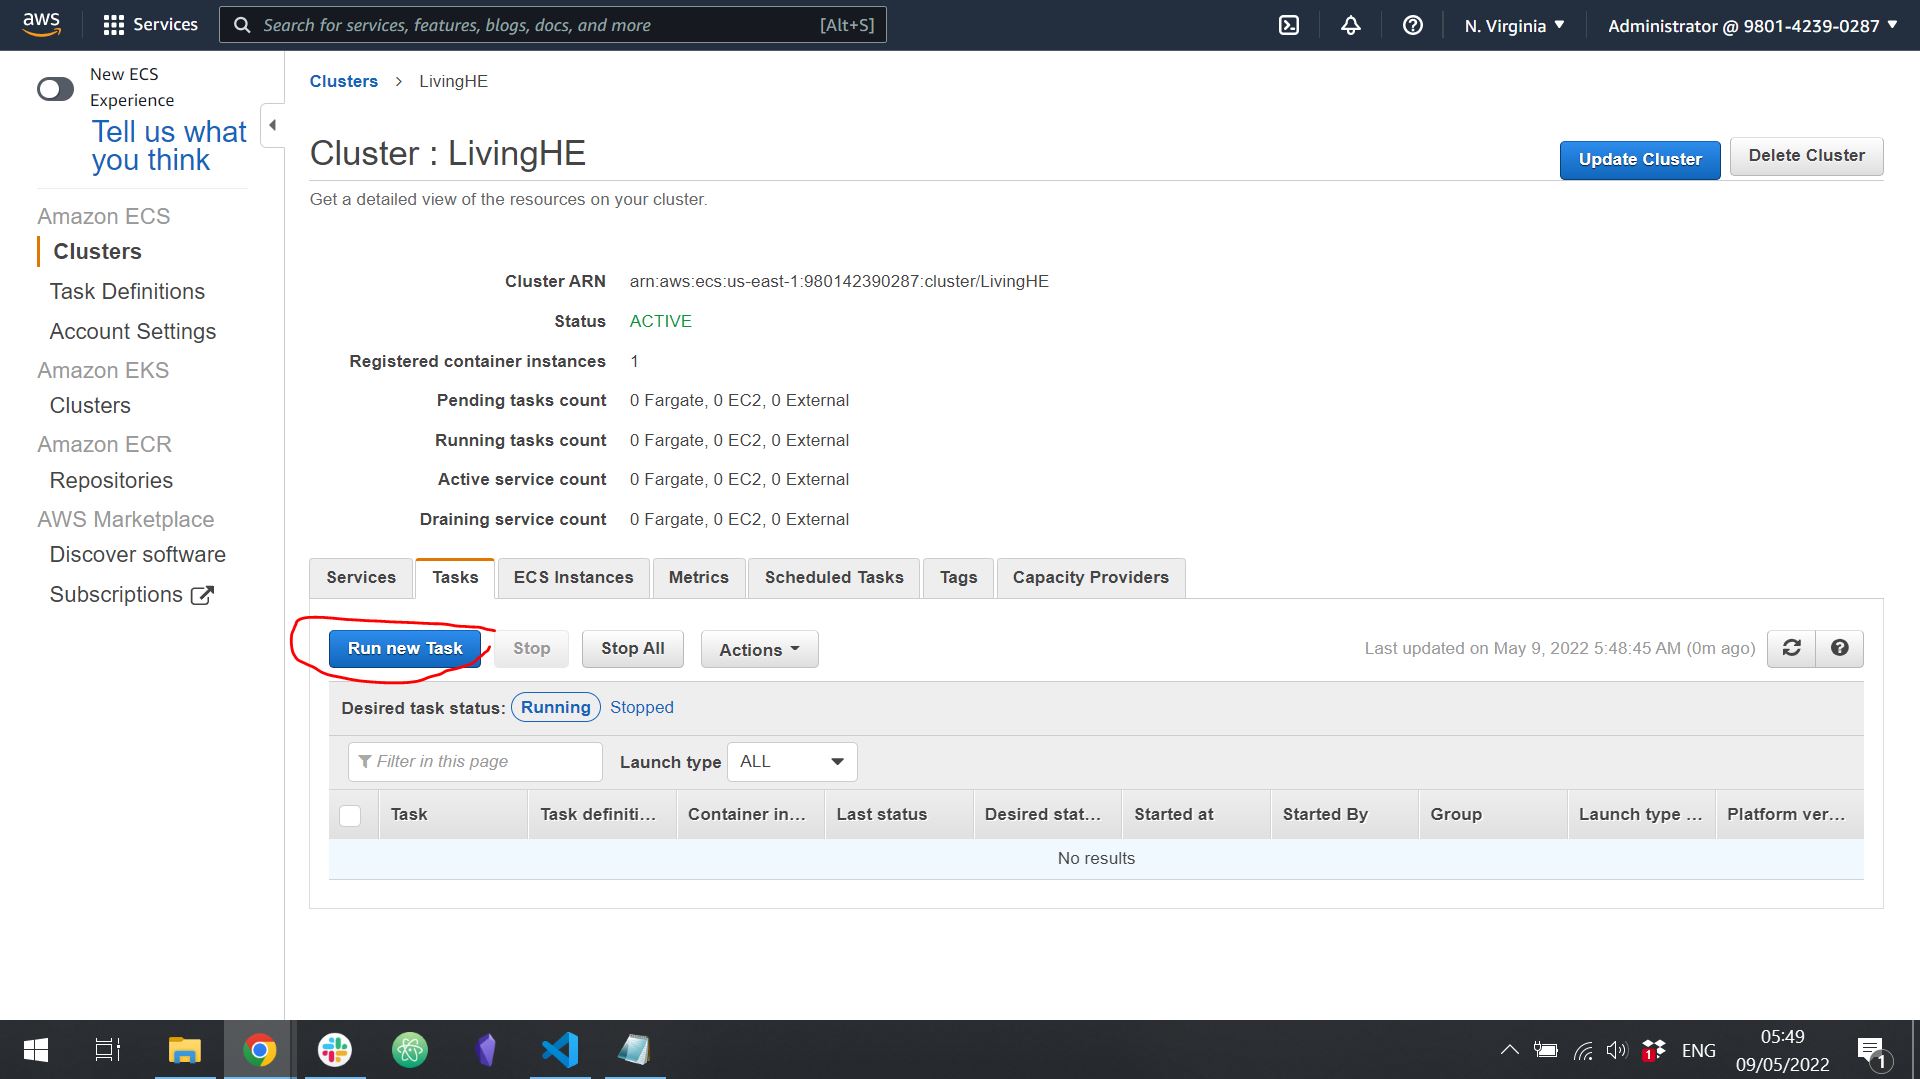 aws
Services
Search for services, features, blogs, docs, and more
[Alt+S]
N. Virginia
Administrator @ 9801-4239-0287
New ECS
Experience
Tell us what
you think
Amazon ECS
Clusters
Task Definitions
Account Settings
Amazon EKS
Clusters
Amazon ECR
Repositories
AWS Marketplace
Discover software
Subscriptions
Clusters > LivingHE
Cluster : LivingHE
Update Cluster
Delete Cluster
Get a detailed view of the resources on your cluster.
Cluster ARN arn:aws:ecs:us-east-1:980142390287:cluster/LivingHE
Status ACTIVE
Registered container instances 1
Pending tasks count 0 Fargate, 0 EC2, 0 External
Running tasks count 0 Fargate, 0 EC2, 0 External
Active service count 0 Fargate, 0 EC2, 0 External
Draining service count 0 Fargate, 0 EC2, 0 External
Services Tasks ECS Instances Metrics Scheduled Tasks Tags Capacity Providers
Run new Task Stop Stop All Actions Last updated on May 9, 2022 5:48:45 AM (0m ago)
Desired task status: Running Stopped
Filter in this page Launch type ALL
Task Task definiti... Container in... Last status Desired stat... Started at Started By Group Launch type ... Platform ver...
No results
1
ENG
05:49
09/05/2022
1